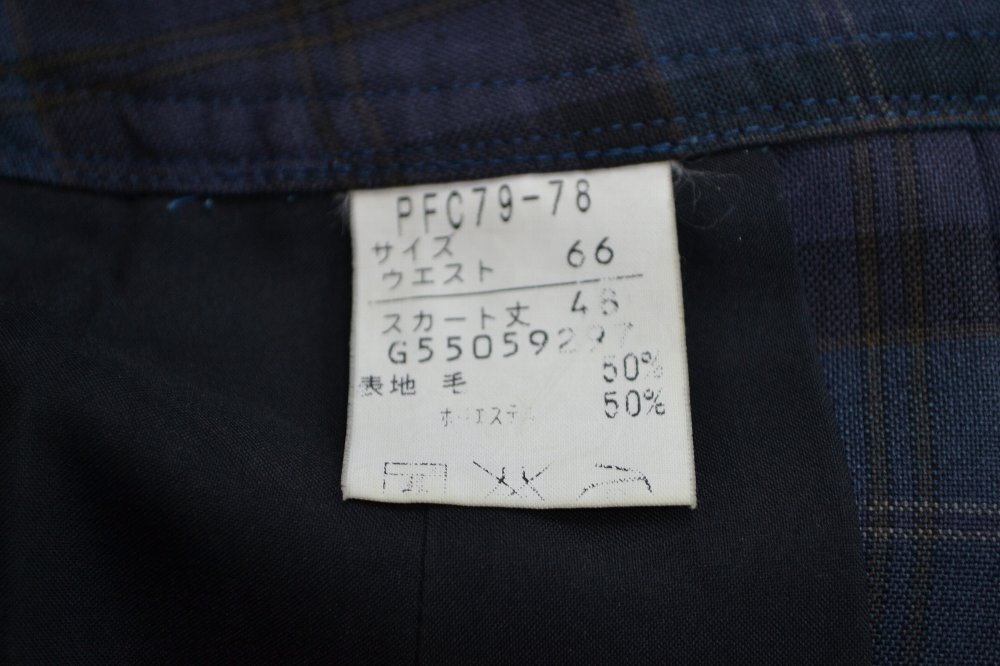 PFC79-78
サイズ
ウエスト 66
スカート丈 48
G55059297
表地 毛 50%
ポリエステル 50%